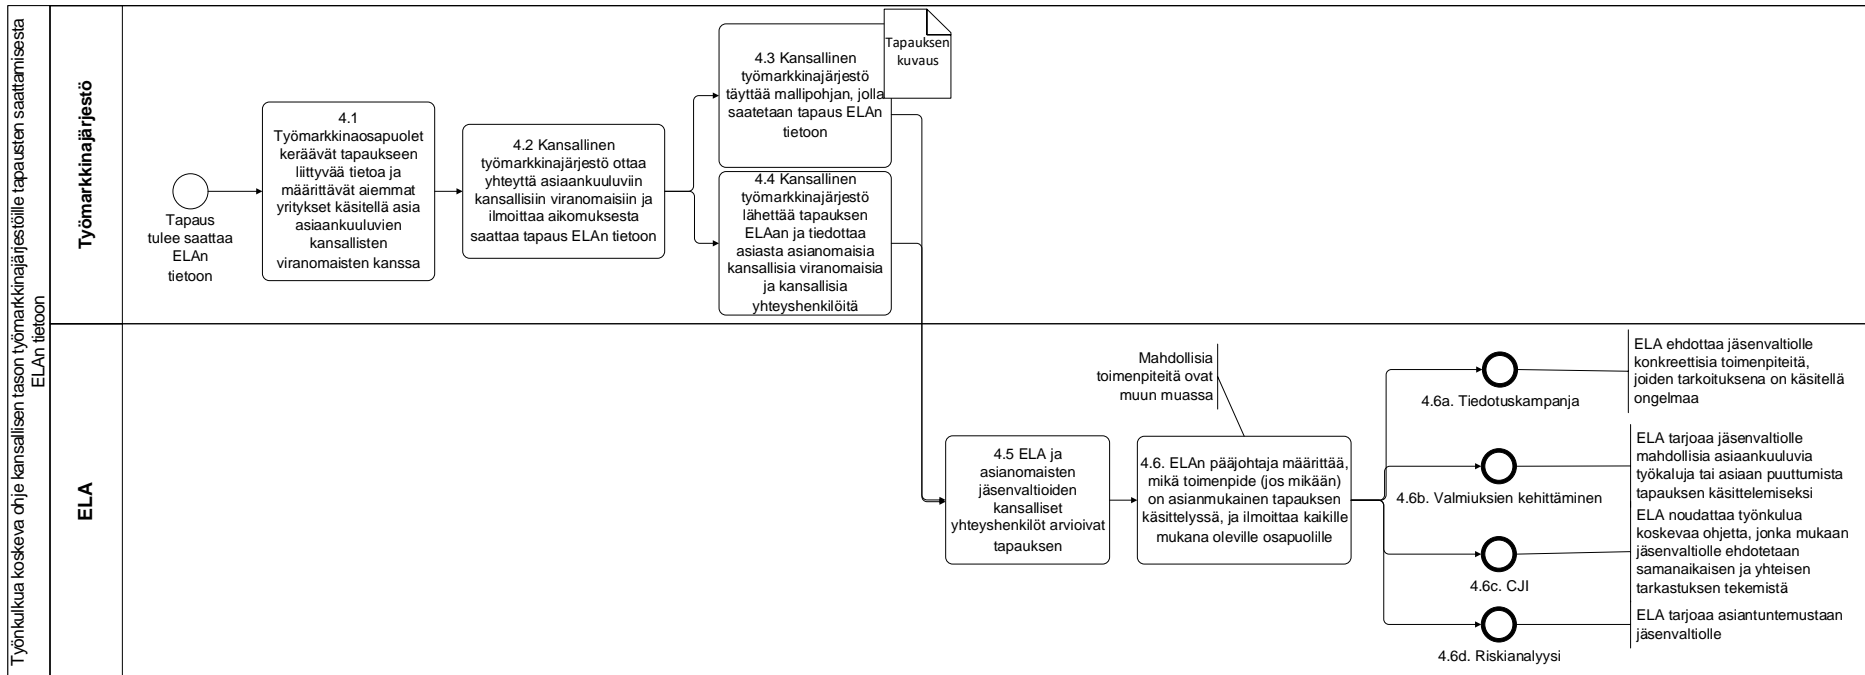 Työnkulkua koskeva ohje kansallisen tason työmarkkinajärjestöille tapausten saattamisesta
ELAn tietoon
Työmarkkinajärjestö
Tapaus
tulee saattaa
ELAn
tietoon
4.1
Työmarkkinaosapuolet
keräävät tapaukseen
liittyvää tietoa ja
määrittävät aiemmat
yritykset käsitellä asia
asiaankuuluvien
kansallisten
viranomaisten kanssa
4.2 Kansallinen
työmarkkinajärjestö ottaa
yhteyttä asiaankuuluviin
kansallisiin viranomaisiin ja
ilmoittaa aikomuksesta
saattaa tapaus ELAn tietoon
4.3 Kansallinen
työmarkkinajärjestö
täyttää mallipohjan, jolla
saatetaan tapaus ELAn
tietoon
Tapauksen
kuvaus
4.4 Kansallinen
työmarkkinajärjestö
lähettää tapauksen
ELAan ja tiedottaa
asiasta asianomaisia
kansallisia viranomaisia
ja kansallisia
yhteyshenkilöitä
ELA
4.5 ELA ja
asianomaisten
jäsenvaltioiden
kansalliset
yhteyshenkilöt arvioivat
tapauksen
Mahdollisia
toimenpiteitä ovat
muun muassa
4.6. ELAn pääjohtaja määrittää,
mikä toimenpide (jos mikään)
on asianmukainen tapauksen
käsittelyssä, ja ilmoittaa kaikille
mukana oleville osapuolille
4.6a. Tiedotuskampanja
ELA ehdottaa jäsenvaltiolle
konkreettisia toimenpiteitä,
joiden tarkoituksena on käsitellä
ongelmaa
4.6b. Valmiuksien kehittäminen
ELA tarjoaa jäsenvaltiolle
mahdollisia asiaankuuluvia
työkaluja tai asiaan puuttumista
tapauksen käsittelemiseksi
4.6c. CJI
ELA noudattaa työnkulua
koskevaa ohjetta, jonka mukaan
jäsenvaltiolle ehdotetaan
samanaikaisen ja yhteisen
tarkastuksen tekemistä
4.6d. Riskianalyysi
ELA tarjoaa asiantuntemustaan
jäsenvaltiolle